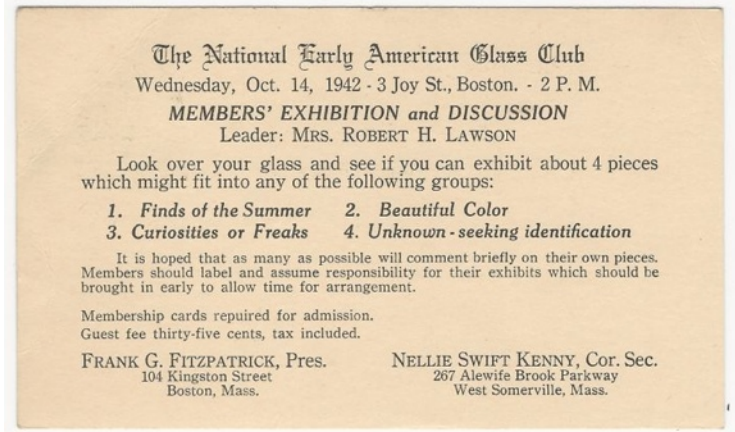 The National Early American Glass Club
Wednesday, Oct. 14, 1942 - 3 Joy St., Boston. - 2 P. M.
MEMBERS' EXHIBITION and DISCUSSION
Leader: MRS. ROBERT H. LAWSON
Look over your glass and see if you can exhibit about 4 pieces
which might fit into any of the following groups:
1. Finds of the Summer 2. Beautiful Color
3. Curiosities or Freaks 4. Unknown - seeking identification
It is hoped that as many as possible will comment briefly on their own pieces.
Members should label and assume responsibility for their exhibits which should be
brought in early to allow time for arrangement.
Membership cards repuired for admission.
Guest fee thirty-five cents, tax included.
FRANK G. FITZPATRICK, Pres. NELLIE SWIFT KENNY, Cor. Sec.
104 Kingston Street 267 Alewife Brook Parkway
Boston, Mass. West Somerville, Mass.